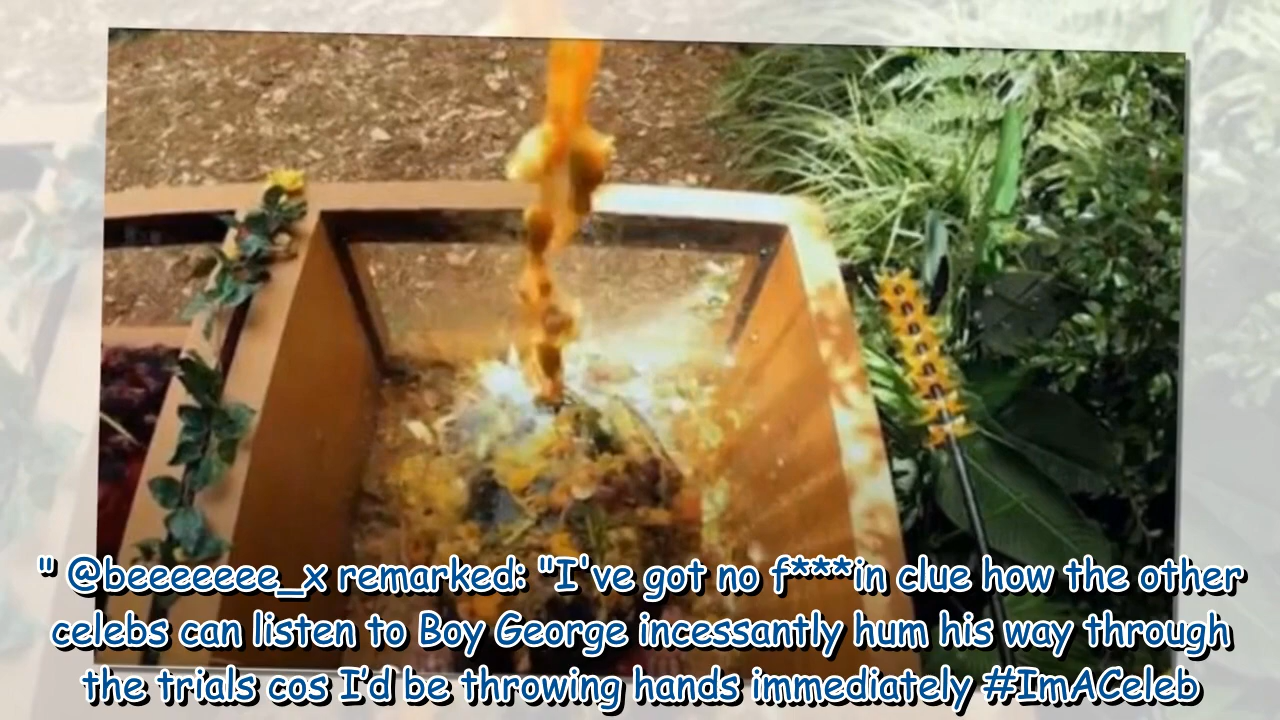 " @beeeeeee_x remarked: "I've got no f***in clue how the other
celebs can listen to Boy George incessantly hum his way through
the trials cos I'd be throwing hands immediately #ImACeleb